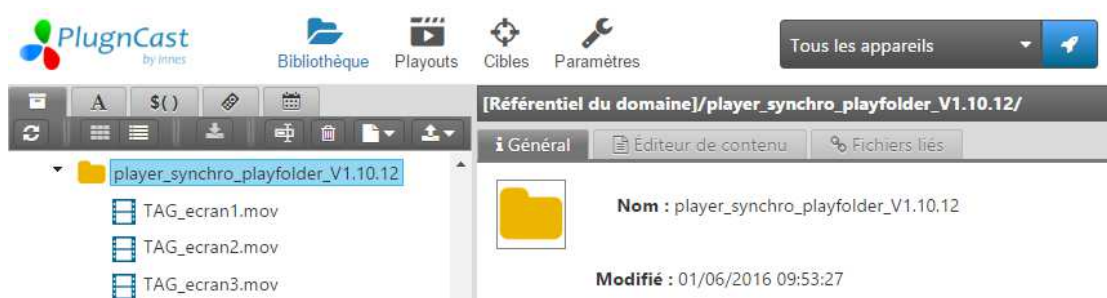 PlugnCast
by Innes
Bibliothèque Playouts Cibles Paramètres
Tous les appareils
A $()
[Référentiel du domaine]/player_synchro_playfolder_V1.10.12/
i Général Éditeur de contenu Fichiers liés
player_synchro_playfolder_V1.10.12
TAG_ecran1.mov
TAG_ecran2.mov
TAG_ecran3.mov
Nom : player_synchro_playfolder_V1.10.12
Modifié : 01/06/2016 09:53:27